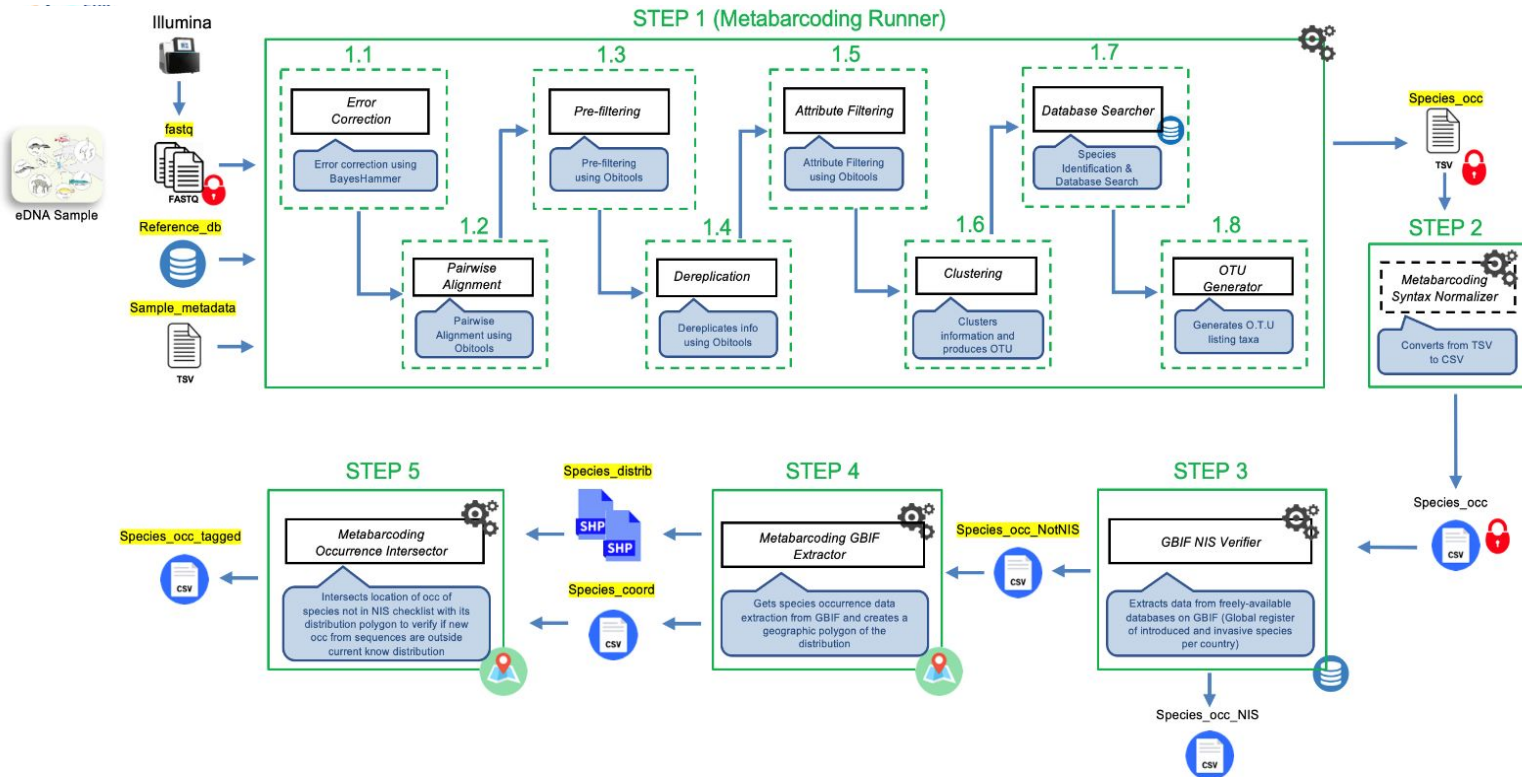 Illumina
fastq
FASTQ
eDNA Sample
Reference_db
Sample_metadata
TSV
STEP 1 (Metabarcoding Runner)
1.1
Error
Correction
Error correction using
BayesHammer
1.2
Pairwise
Alignment
Pairwise
Alignment using
Obitools
1.3
Pre-filtering
Pre-filtering
using Obitools
1.4
Dereplication
Dereplicates info
using Obitools
1.5
Attribute Filtering
Attribute Filtering
using Obitools
1.6
Clustering
Clusters
information and
produces OTU
1.7
Database Searcher
Species
Identification &
Database Search
1.8
OTU
Generator
Generates O.T.U
listing taxa
Species_occ
TSV
STEP 2
Metabarcoding
Syntax Normalizer
Converts from TSV
to CSV
Species_occ
CSV
STEP 3
GBIF NIS Verifier
Extracts data from freely-available
databases on GBIF (Global register
of introduced and invasive species
per country)
Species_occ_NIS
CSV
Species_occ_NotNIS
CSV
STEP 4
Metabarcoding GBIF
Extractor
Gets species occurrence data
extraction from GBIF and creates a
geographic polygon of the
distribution
Species_distrib
SHP
SHP
Species_coord
CSV
STEP 5
Metabarcoding
Occurrence Intersector
Intersects location of occ of
species not in NIS checklist with its
distribution polygon to verify if new
occ from sequences are outside
current know distribution
Species_occ_tagged
CSV